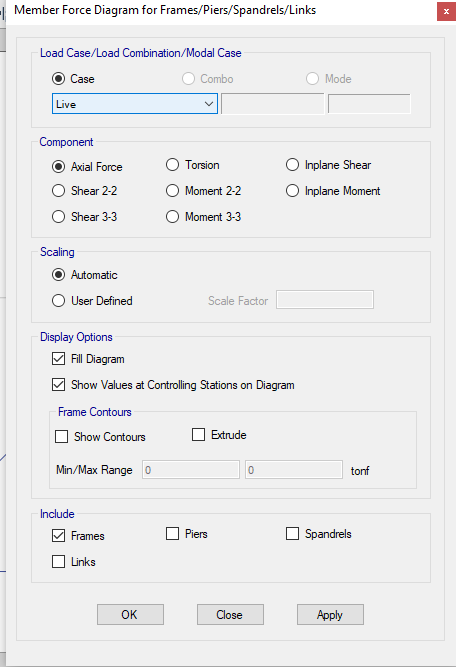 Member Force Diagram for Frames/Piers/Spandrels/Links
Load Case/Load Combination/Modal Case
Case Combo Mode
Live
Component
Axial Force Torsion Inplane Shear
Shear 2-2 Moment 2-2 Inplane Moment
Shear 3-3 Moment 3-3
Scaling
Automatic
User Defined Scale Factor
Display Options
Fill Diagram
Show Values at Controlling Stations on Diagram
Frame Contours
Show Contours Extrude
Min/Max Range 0 0 tonf
Include
Frames Piers Spandrels
Links
OK Close Apply